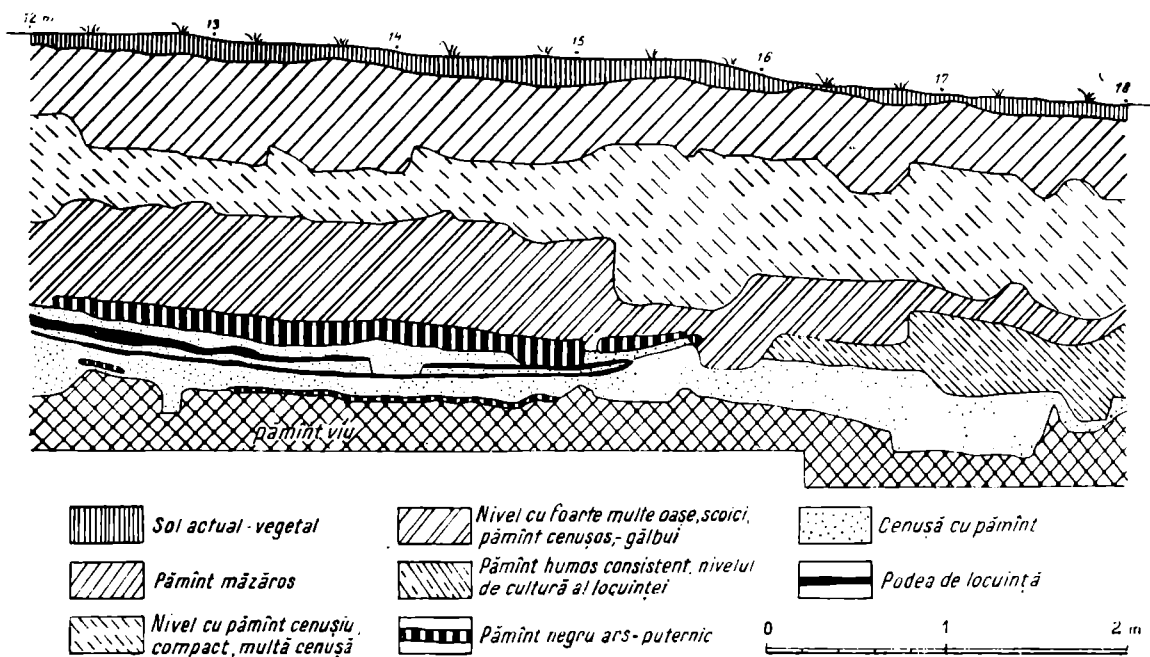 12 m 13 14 15 16 17 18
pămînt viu
Sol actual-vegetal
Pămînt măzăros
Nivel cu pămînt cenușiu,
compact, multă cenușă
Nivel cu foarte multe oase, scoici,
pămînt cenușos,- gălbui
Pămînt humos consistent, nivelul
de cultură al locuinței
Pămînt negru ars-puternic
Cenușă cu pămînt
Podea de locuință
0 1 2 m